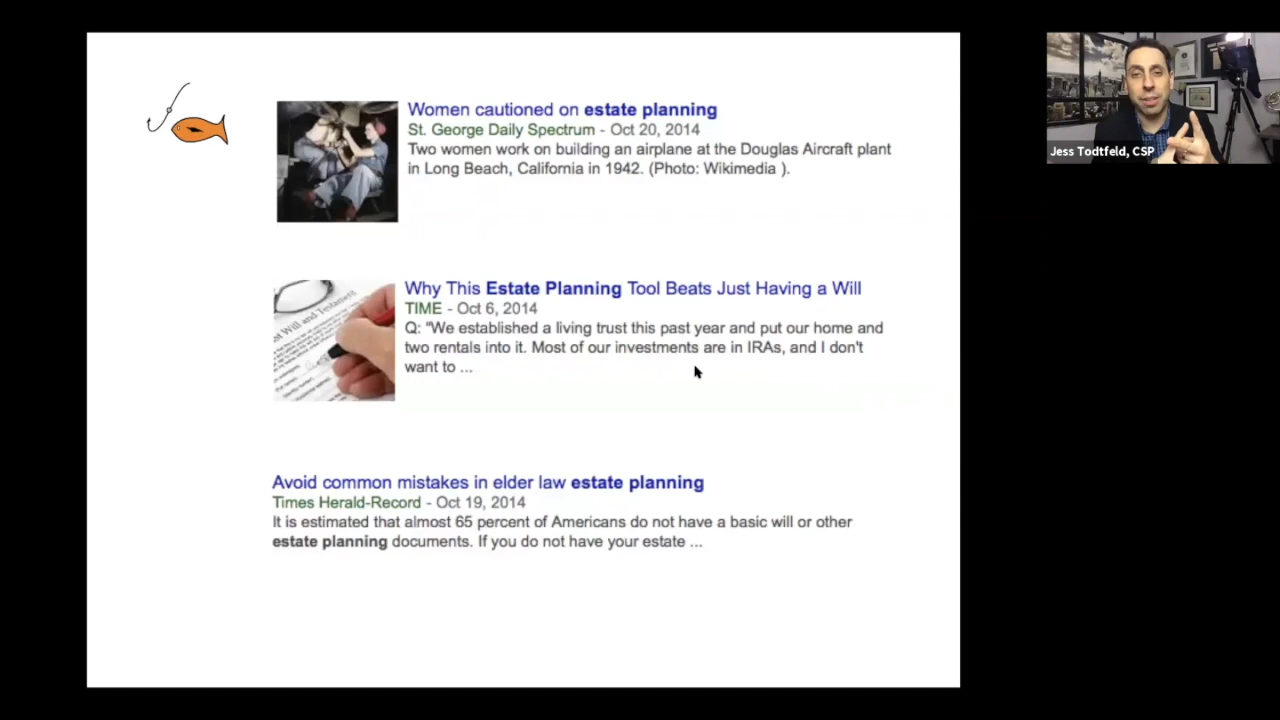 Women cautioned on estate planning
St. George Daily Spectrum - Oct 20, 2014
Two women work on building an airplane at the Douglas Aircraft plant
in Long Beach, California in 1942. (Photo: Wikimedia ).
Jess Todtfeld, CSP
Why This Estate Planning Tool Beats Just Having a Will
TIME - Oct 6, 2014
Q: "We established a living trust this past year and put our home and
two rentals into it. Most of our investments are in IRAs, and I don't
want to ...
st Will and Testament
Avoid common mistakes in elder law estate planning
Times Herald-Record - Oct 19, 2014
It is estimated that almost 65 percent of Americans do not have a basic will or other
estate planning documents. If you do not have your estate ...